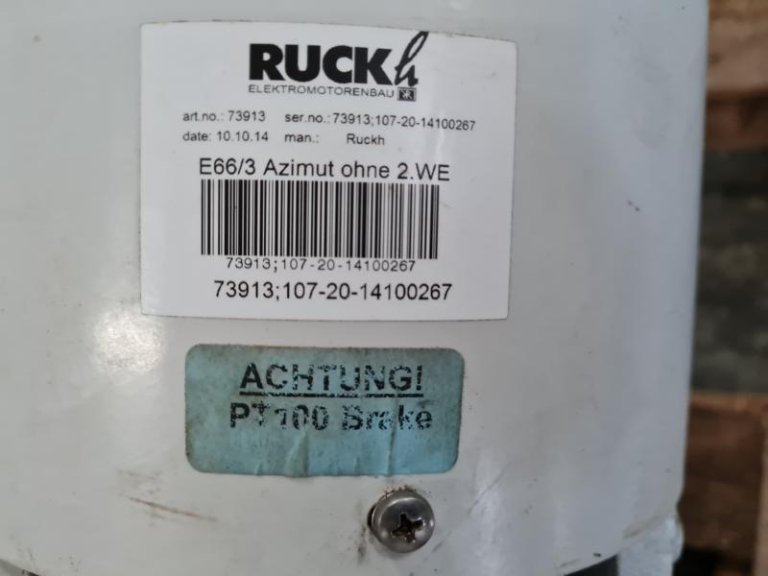 RUCKh
ELEKTROMOTORENBAU
art.no.: 73913 ser.no.: 73913;107-20-14100267
date: 10.10.14 man.: Ruckh
E66/3 Azimut ohne 2.WE
73913;107-20-14100267
73913;107-20-14100267
ACHTUNG!
PT100 Brake